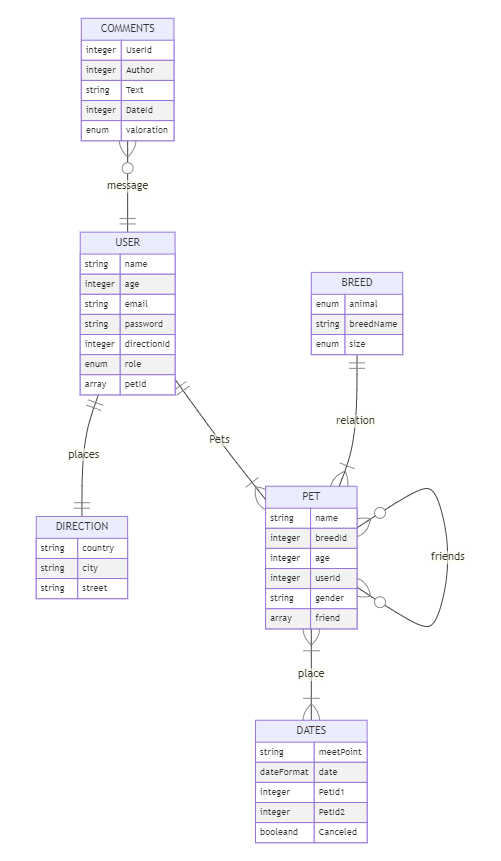 COMMENTS
integer UserId
integer Author
string Text
integer DateId
enum valoration
message
USER
string name
integer age
string email
string password
integer directionId
enum role
array petId
BREED
enum animal
string breedName
enum size
relation
places
Pets
DIRECTION
string country
city string
string street
PET
string name
integer breedId
integer age
integer userId
string gender
array friend
friends
place
DATES
string meetPoint
dateFormat date
integer PetId1
integer PetId2
booleand Canceled